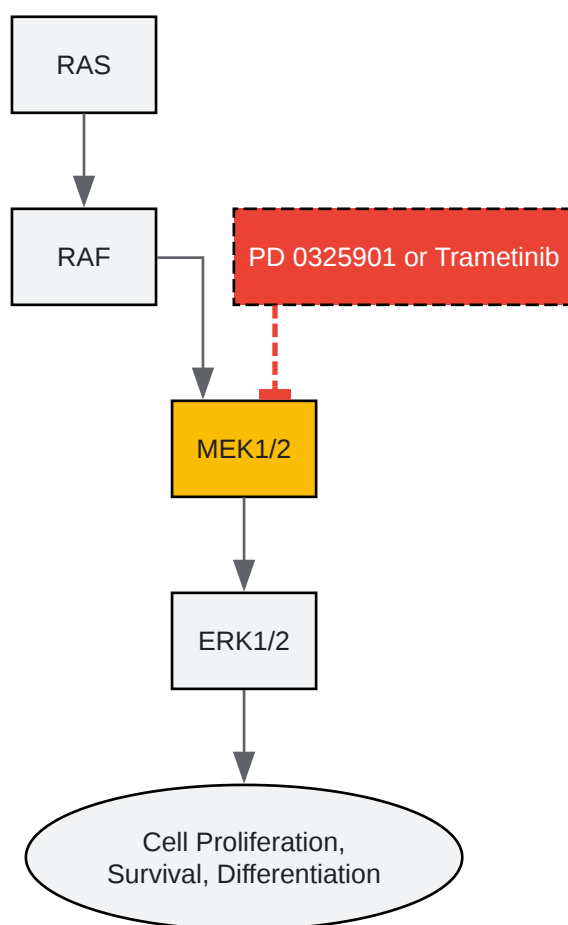 RAS
RAF
PD 0325901 or Trametinib
MEK1/2
ERK1/2
Cell Proliferation,
Survival, Differentiation